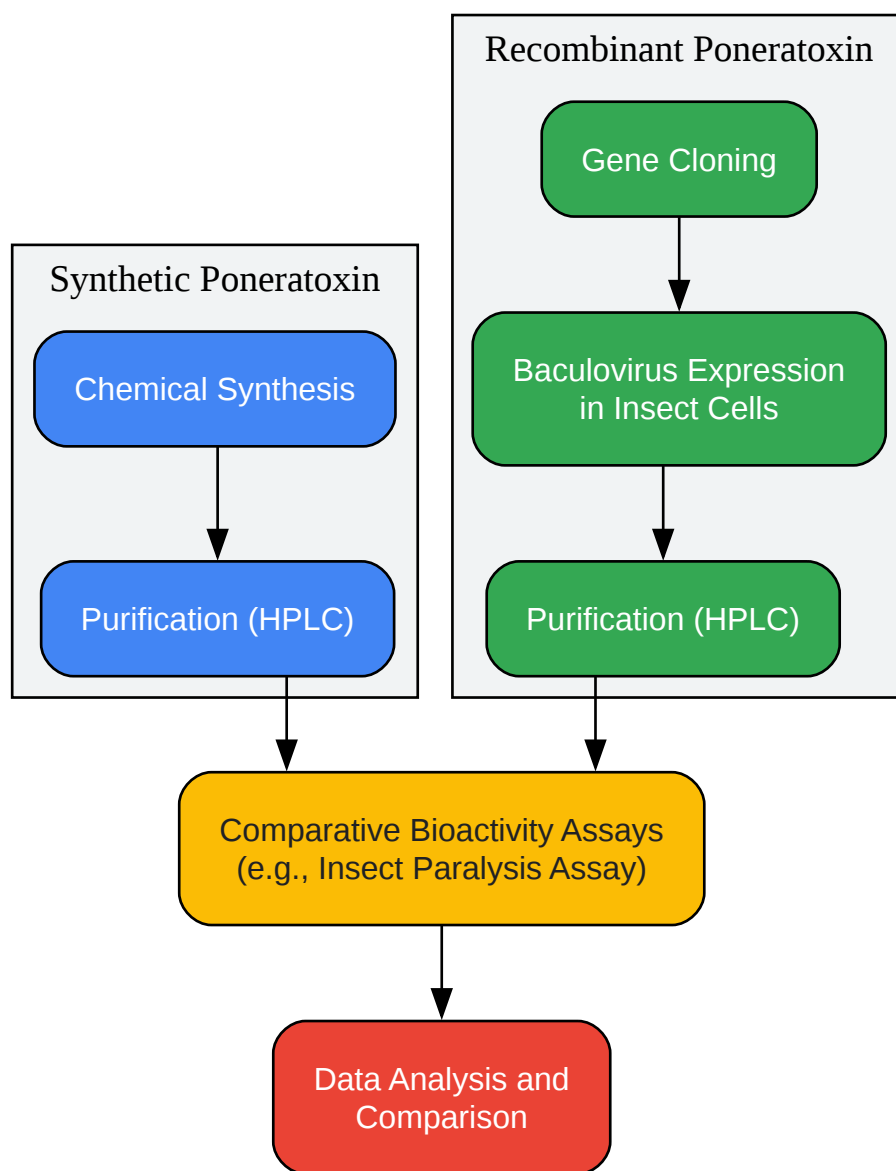 Recombinant Poneratoxin
Gene Cloning
Baculovirus Expression
in Insect Cells
Purification (HPLC)
Synthetic Poneratoxin
Chemical Synthesis
Purification (HPLC)
Comparative Bioactivity Assays
(e.g., Insect Paralysis Assay)
Data Analysis and
Comparison